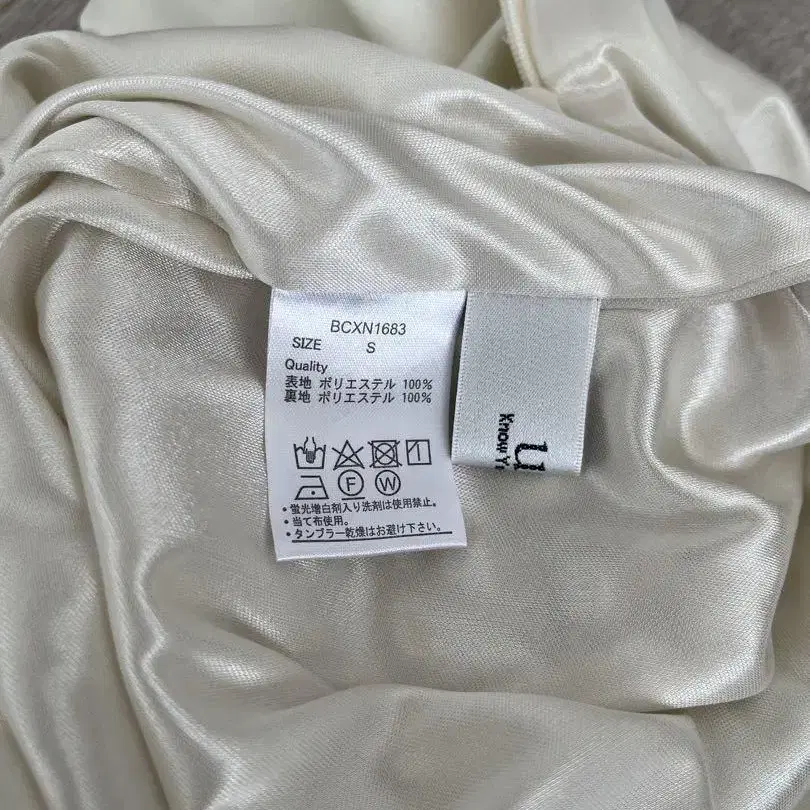 BCXN1683
SIZE S
Quality
表地 ポリエステル 100%
裏地 ポリエステル 100%
1
F W
・蛍光増白剤入り洗剤は使用禁止。
・当て布使用。
・タンブラー乾燥はお避け下さい。
un
Know Y